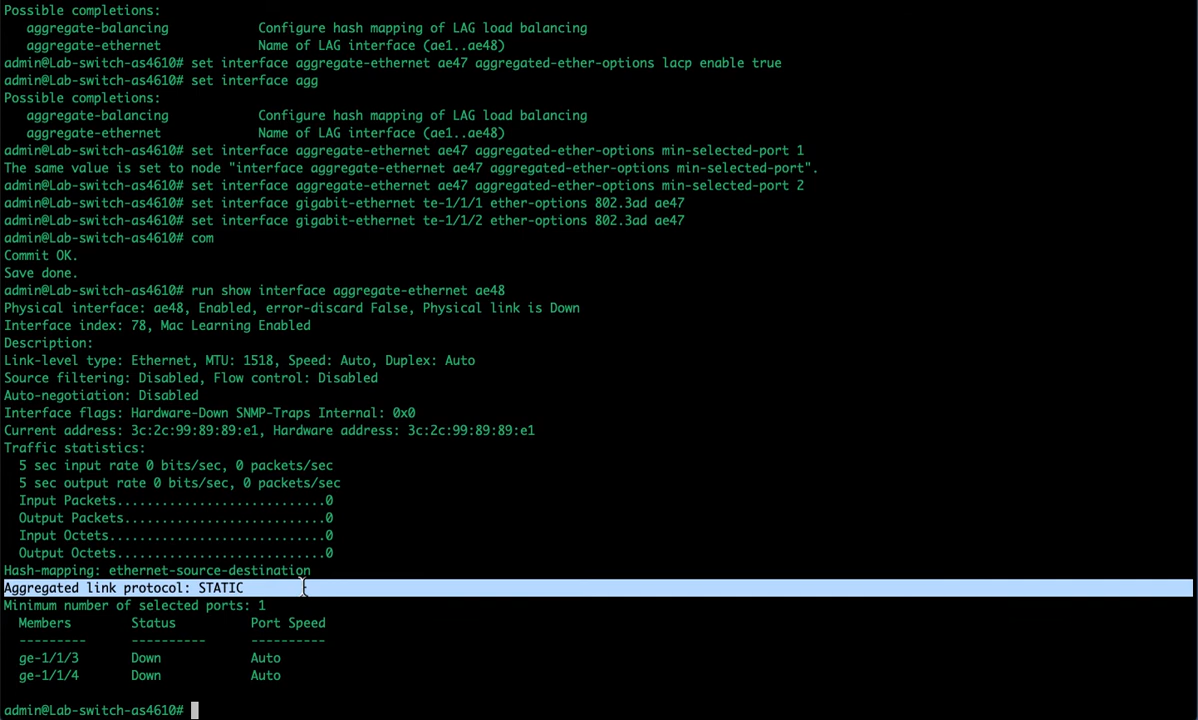 Possible completions:
aggregate-balancing Configure hash mapping of LAG load balancing
aggregate-ethernet Name of LAG interface (ae1..ae48)
admin@Lab-switch-as4610# set interface aggregate-ethernet ae47 aggregated-ether-options lacp enable true
admin@Lab-switch-as4610# set interface agg
Possible completions:
aggregate-balancing Configure hash mapping of LAG load balancing
aggregate-ethernet Name of LAG interface (ae1..ae48)
admin@Lab-switch-as4610# set interface aggregate-ethernet ae47 aggregated-ether-options min-selected-port 1
The same value is set to node "interface aggregate-ethernet ae47 aggregated-ether-options min-selected-port".
admin@Lab-switch-as4610# set interface aggregate-ethernet ae47 aggregated-ether-options min-selected-port 2
admin@Lab-switch-as4610# set interface gigabit-ethernet te-1/1/1 ether-options 802.3ad ae47
admin@Lab-switch-as4610# set interface gigabit-ethernet te-1/1/2 ether-options 802.3ad ae47
admin@Lab-switch-as4610# com
Commit OK.
Save done.
admin@Lab-switch-as4610# run show interface aggregate-ethernet ae48
Physical interface: ae48, Enabled, error-discard False, Physical link is Down
Interface index: 78, Mac Learning Enabled
Description:
Link-level type: Ethernet, MTU: 1518, Speed: Auto, Duplex: Auto
Source filtering: Disabled, Flow control: Disabled
Auto-negotiation: Disabled
Interface flags: Hardware-Down SNMP-Traps Internal: 0x0
Current address: 3c:2c:99:89:89:e1, Hardware address: 3c:2c:99:89:89:e1
Traffic statistics:
5 sec input rate 0 bits/sec, 0 packets/sec
5 sec output rate 0 bits/sec, 0 packets/sec
Input Packets............................0
Output Packets...........................0
Input Octets.............................0
Output Octets............................0
Hash-mapping: ethernet-source-destination
Aggregated link protocol: STATIC
Minimum number of selected ports: 1
Members Status Port Speed
--------- ---------- ----------
ge-1/1/3 Down Auto
ge-1/1/4 Down Auto
admin@Lab-switch-as4610#